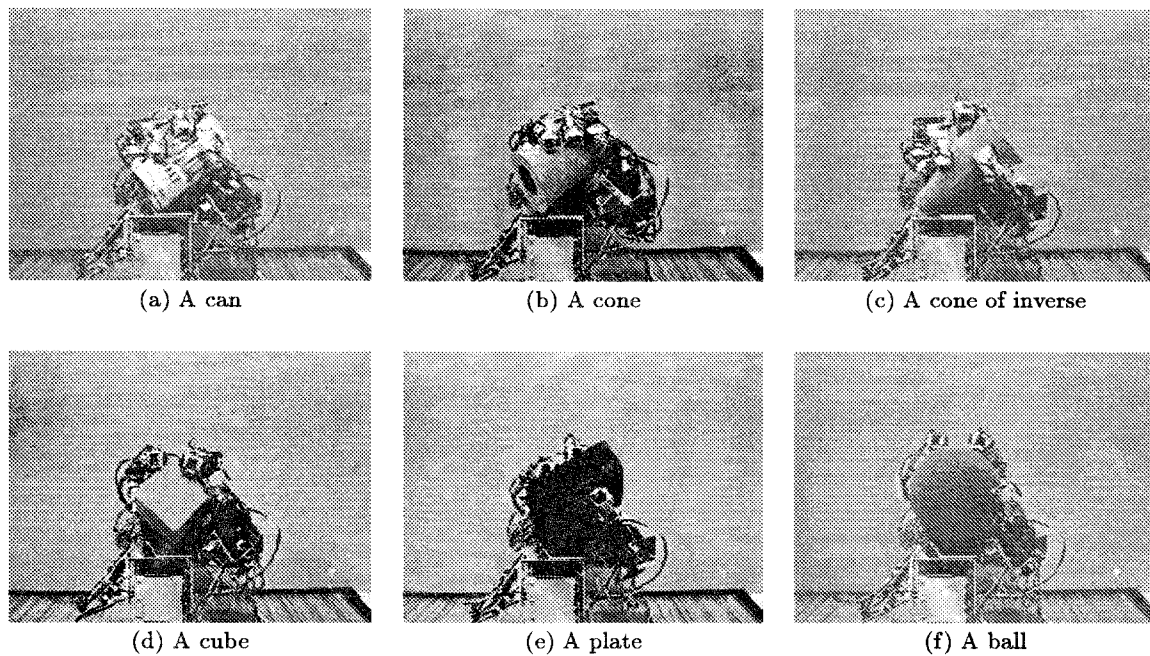 (a) A can
(b) A cone
(c) A cone of inverse
(d) A cube
(e) A plate
(f) A ball